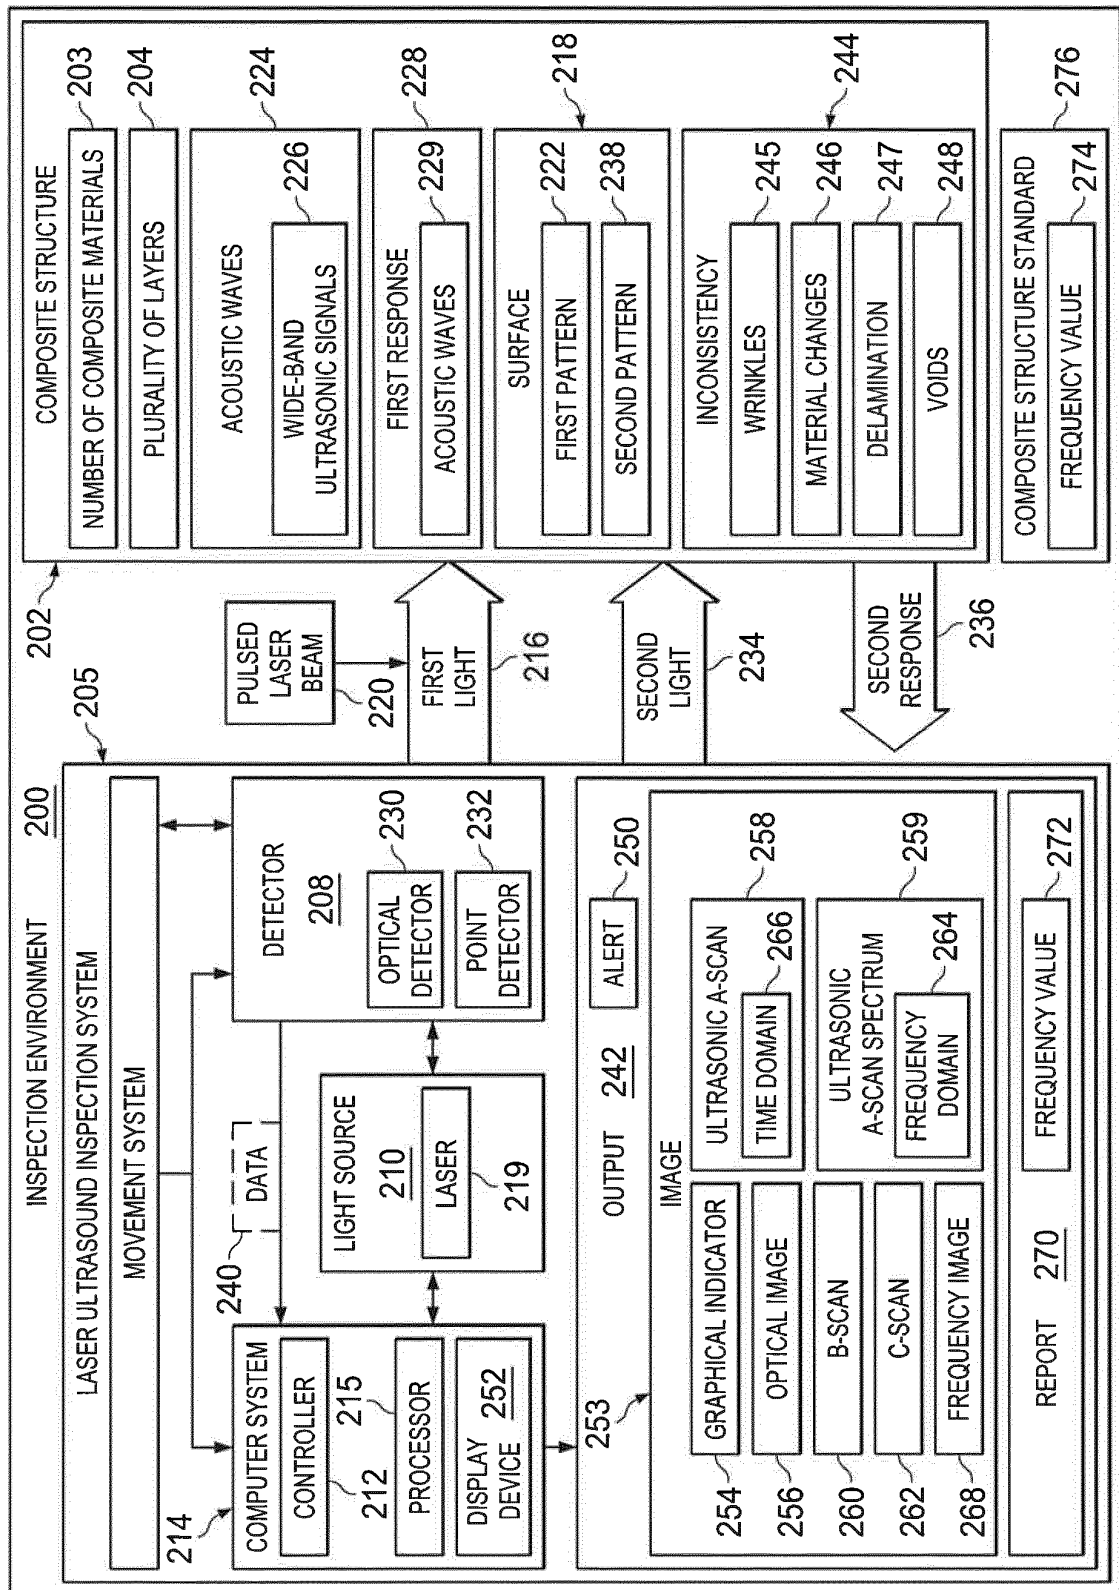 INSPECTION ENVIRONMENT
200
LASER ULTRASOUND INSPECTION SYSTEM
205
MOVEMENT SYSTEM
214
COMPUTER SYSTEM
CONTROLLER
212
215
PROCESSOR
DISPLAY
DEVICE
252
240
DATA
LIGHT SOURCE
210
LASER
219
DETECTOR
208
OPTICAL
DETECTOR
230
POINT
DETECTOR
232
OUTPUT
242
ALERT
250
253
IMAGE
GRAPHICAL INDICATOR
254
OPTICAL IMAGE
256
B-SCAN
260
C-SCAN
262
FREQUENCY IMAGE
268
ULTRASONIC A-SCAN
258
TIME DOMAIN
266
ULTRASONIC
A-SCAN SPECTRUM
259
FREQUENCY
DOMAIN
264
REPORT
270
FREQUENCY VALUE
272
PULSED
LASER
BEAM
220
FIRST
LIGHT
216
SECOND
LIGHT
234
SECOND
RESPONSE
236
202
COMPOSITE STRUCTURE
NUMBER OF COMPOSITE MATERIALS
203
PLURALITY OF LAYERS
204
ACOUSTIC WAVES
224
WIDE-BAND
ULTRASONIC SIGNALS
226
FIRST RESPONSE
228
ACOUSTIC WAVES
229
SURFACE
218
FIRST PATTERN
222
SECOND PATTERN
238
INCONSISTENCY
244
WRINKLES
245
MATERIAL CHANGES
246
DELAMINATION
247
VOIDS
248
COMPOSITE STRUCTURE STANDARD
276
FREQUENCY VALUE
274